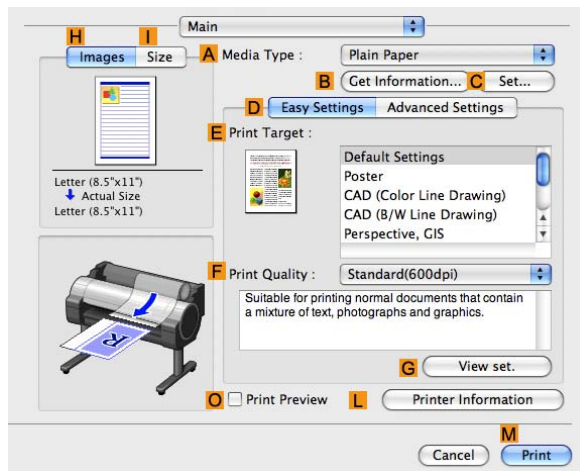 Main
H
I
Images
Size
A
Media Type :
Plain Paper
B
Get Information...
C
Set...
D
Easy Settings
Advanced Settings
E
Print Target :
Default Settings
Poster
CAD (Color Line Drawing)
CAD (B/W Line Drawing)
Perspective, GIS
Letter (8.5"x11")
Actual Size
Letter (8.5"x11")
F
Print Quality :
Standard(600dpi)
Suitable for printing normal documents that contain
a mixture of text, photographs and graphics.
G
View set.
O
Print Preview
L
Printer Information
M
Cancel
Print